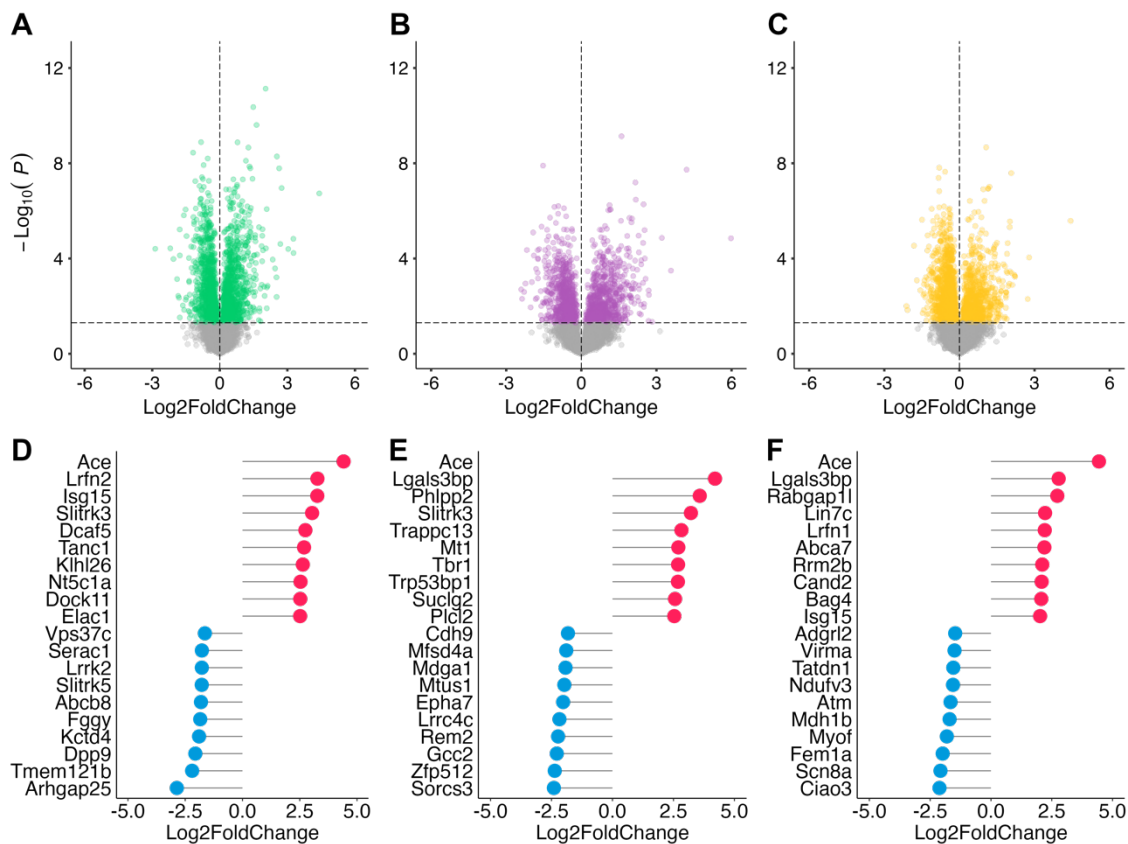 A
B
C
12
8
4
0
−Log10(P)
-6
-3
0
3
6
Log2FoldChange
12
8
4
0
-6
-3
0
3
6
Log2FoldChange
12
8
4
0
-6
-3
0
3
6
Log2FoldChange
D
Ace
Lrfn2
Isg15
Slitrk3
Dcaf5
Tanc1
Klhl26
Nt5c1a
Dock11
Elac1
Vps37c
Serac1
Lrrk2
Slitrk5
Abcb8
Fggy
Kctd4
Dpp9
Tmem121b
Arhgap25
-5.0
-2.5
0.0
2.5
5.0
Log2FoldChange
E
Ace
Lgals3bp
Phlpp2
Slitrk3
Trappc13
Mt1
Tbr1
Trp53bp1
Suclg2
Plcl2
Cdh9
Mfsd4a
Mdga1
Mtus1
Epha7
Lrrc4c
Rem2
Gcc2
Zfp512
Sorcs3
-5.0
-2.5
0.0
2.5
5.0
Log2FoldChange
F
Ace
Lgals3bp
Rabgap1l
Lin7c
Lrfn1
Abca7
Rrm2b
Cand2
Bag4
Isg15
Adgrl2
Virma
Tatdn1
Ndufv3
Atm
Mdh1b
Myof
Fem1a
Scn8a
Ciao3
-5.0
-2.5
0.0
2.5
5.0
Log2FoldChange